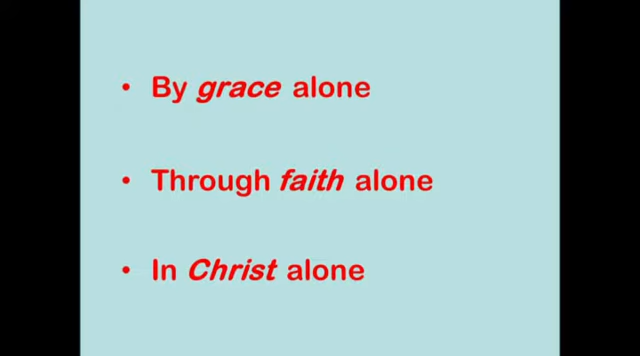 • By grace alone
• Through faith alone
• In Christ alone